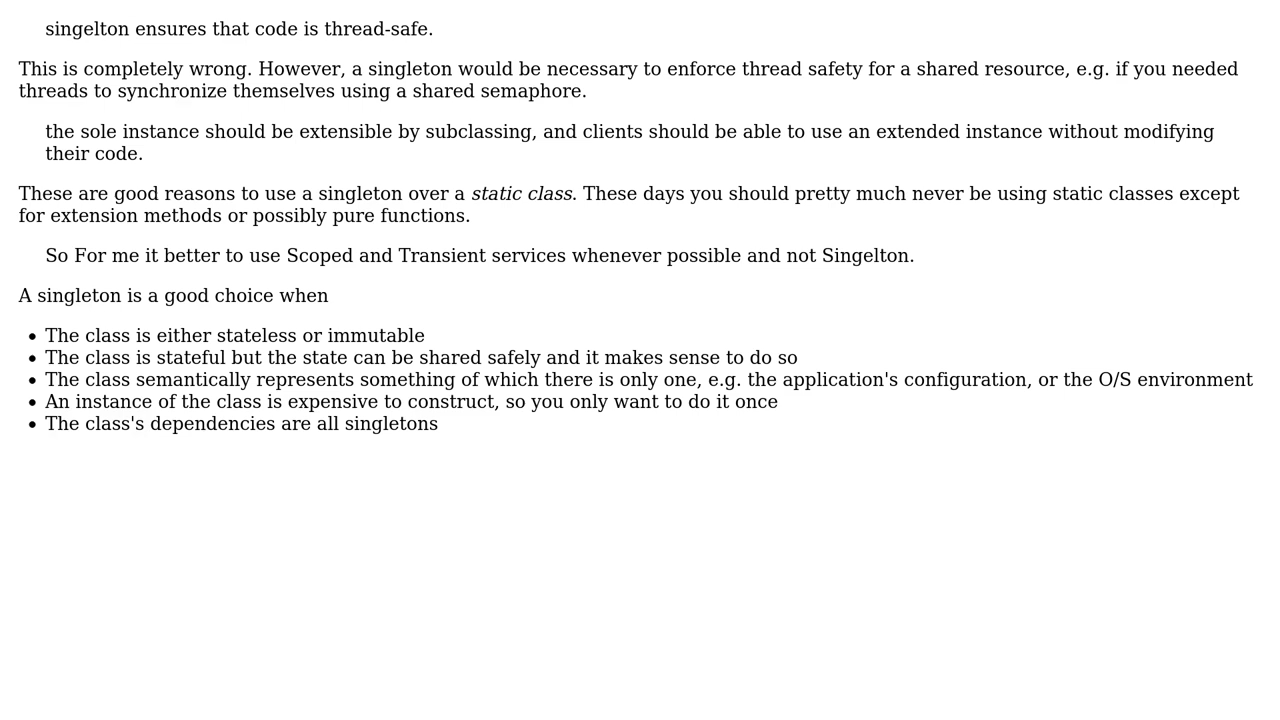 singelton ensures that code is thread-safe.
This is completely wrong. However, a singleton would be necessary to enforce thread safety for a shared resource, e.g. if you needed
threads to synchronize themselves using a shared semaphore.
the sole instance should be extensible by subclassing, and clients should be able to use an extended instance without modifying
their code.
These are good reasons to use a singleton over a static class. These days you should pretty much never be using static classes except
for extension methods or possibly pure functions.
So For me it better to use Scoped and Transient services whenever possible and not Singelton.
A singleton is a good choice when
• The class is either stateless or immutable
• The class is stateful but the state can be shared safely and it makes sense to do so
• The class semantically represents something of which there is only one, e.g. the application's configuration, or the O/S environment
• An instance of the class is expensive to construct, so you only want to do it once
• The class's dependencies are all singletons